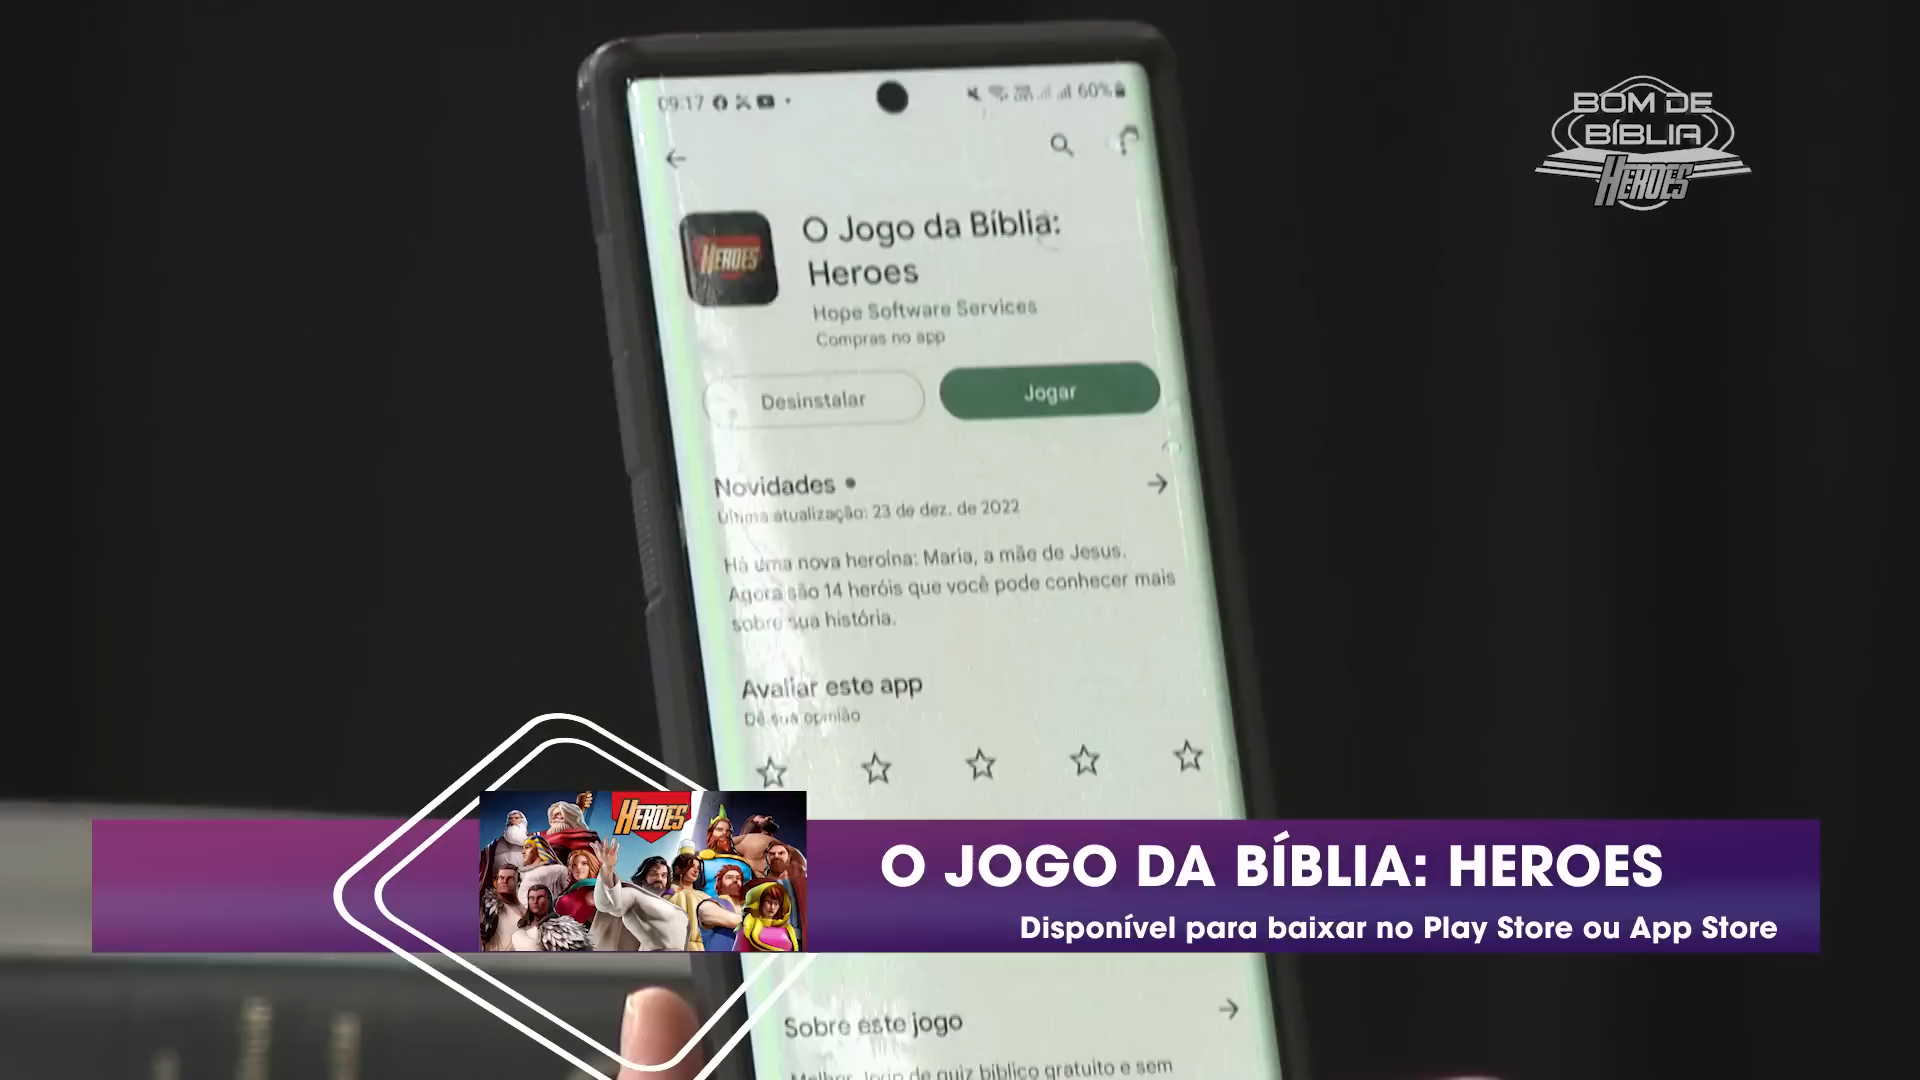 09:17
60%
BOM DE
BÍBLIA
HEROES
HEROES
O Jogo da Bíblia:
Heroes
Hope Software Services
Compras no app
Desinstalar
Jogar
Novidades
Última atualização: 23 de dez. de 2022
Há uma nova heroína: Maria, a mãe de Jesus.
Agora são 14 heróis que você pode conhecer mais
sobre sua história.
Avaliar este app
Dê sua opinião
HEROES
O JOGO DA BÍBLIA: HEROES
Disponível para baixar no Play Store ou App Store
Sobre este jogo
Melhor Jogo de quiz bíblico gratuito e sem